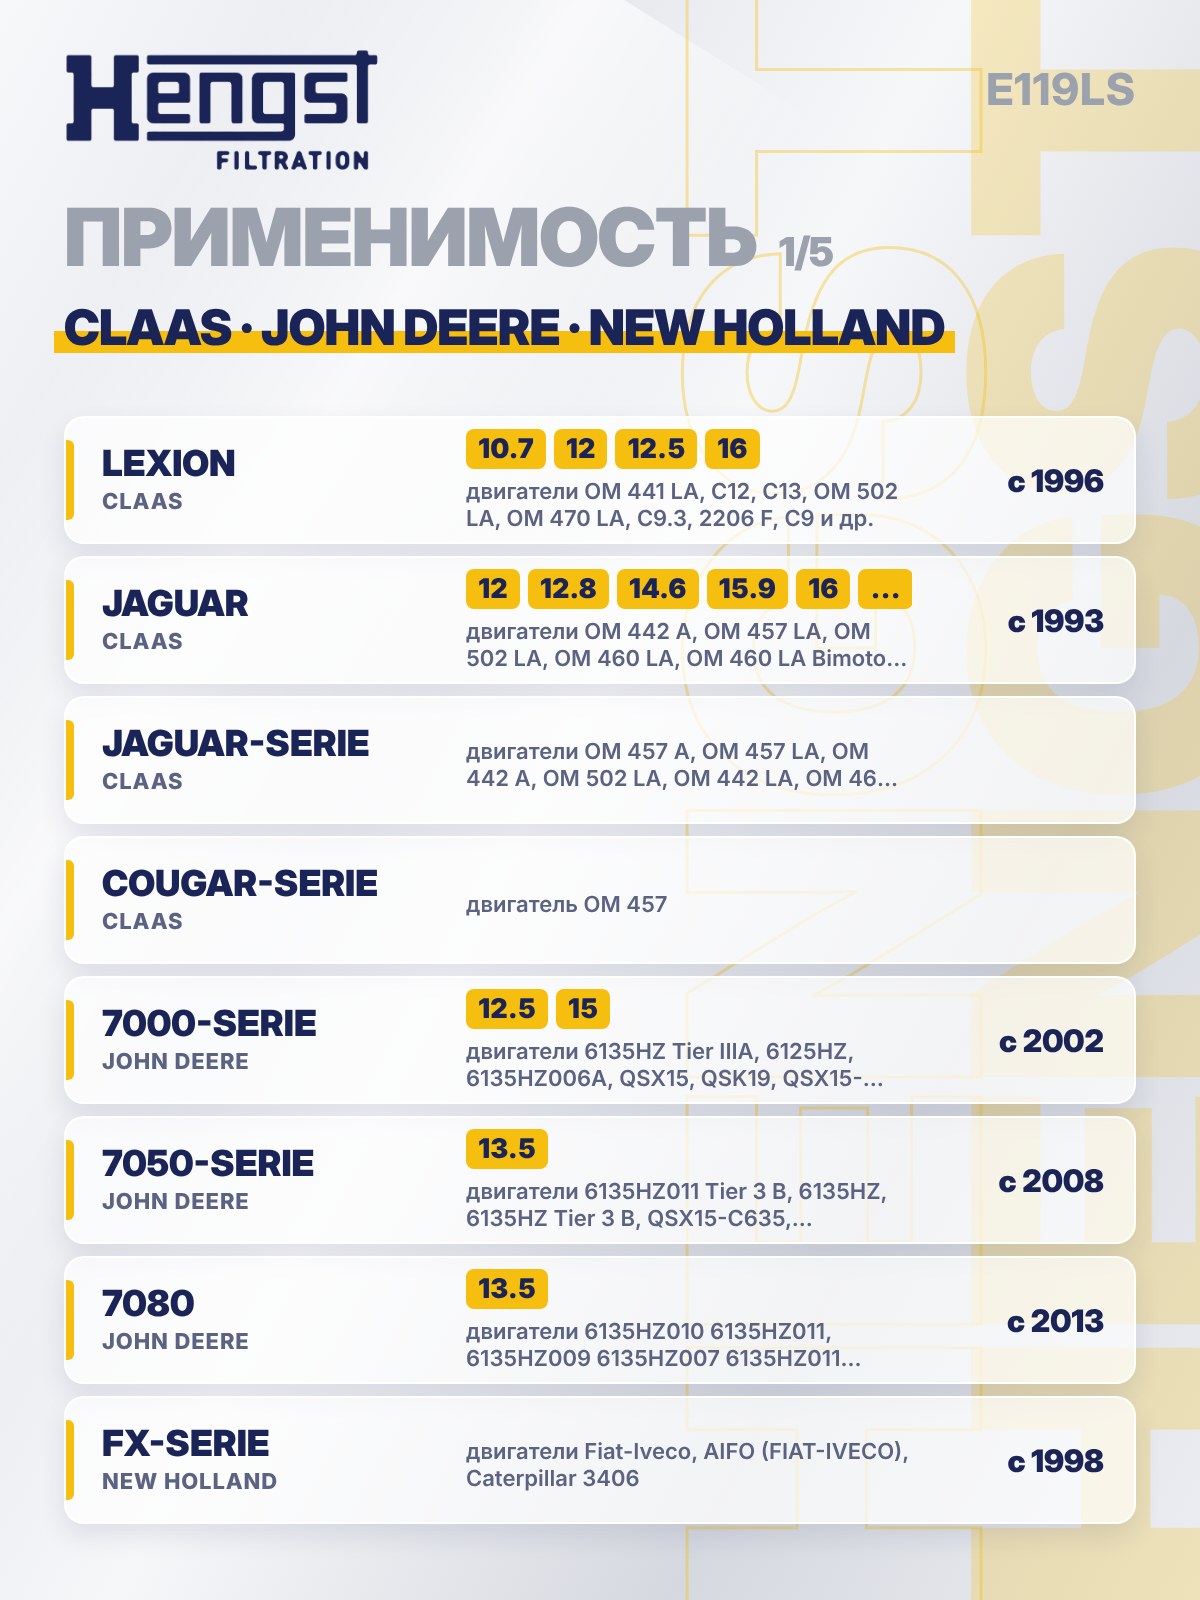 Hengst
FILTRATION
E119LS
ПРИМЕНИМОСТЬ 1/5
CLAAS · JOHN DEERE · NEW HOLLAND
LEXION
CLAAS
10.7 12 12.5 16
двигатели OM 441 LA, C12, C13, OM 502
LA, OM 470 LA, C9.3, 2206 F, C9 и др.
с 1996
JAGUAR
CLAAS
12 12.8 14.6 15.9 16 ...
двигатели OM 442 A, OM 457 LA, OM
502 LA, OM 460 LA, OM 460 LA Bimoto...
с 1993
JAGUAR-SERIE
CLAAS
двигатели OM 457 A, OM 457 LA, OM
442 A, OM 502 LA, OM 442 LA, OM 46...
COUGAR-SERIE
CLAAS
двигатель OM 457
7000-SERIE
JOHN DEERE
12.5 15
двигатели 6135HZ Tier IIIA, 6125HZ,
6135HZ006A, QSX15, QSK19, QSX15-...
с 2002
7050-SERIE
JOHN DEERE
13.5
двигатели 6135HZ011 Tier 3 B, 6135HZ,
6135HZ Tier 3 B, QSX15-C635,...
с 2008
7080
JOHN DEERE
13.5
двигатели 6135HZ010 6135HZ011,
6135HZ009 6135HZ007 6135HZ011...
с 2013
FX-SERIE
NEW HOLLAND
двигатели Fiat-Iveco, AIFO (FIAT-IVECO),
Caterpillar 3406
с 1998
HENGST
HENGST